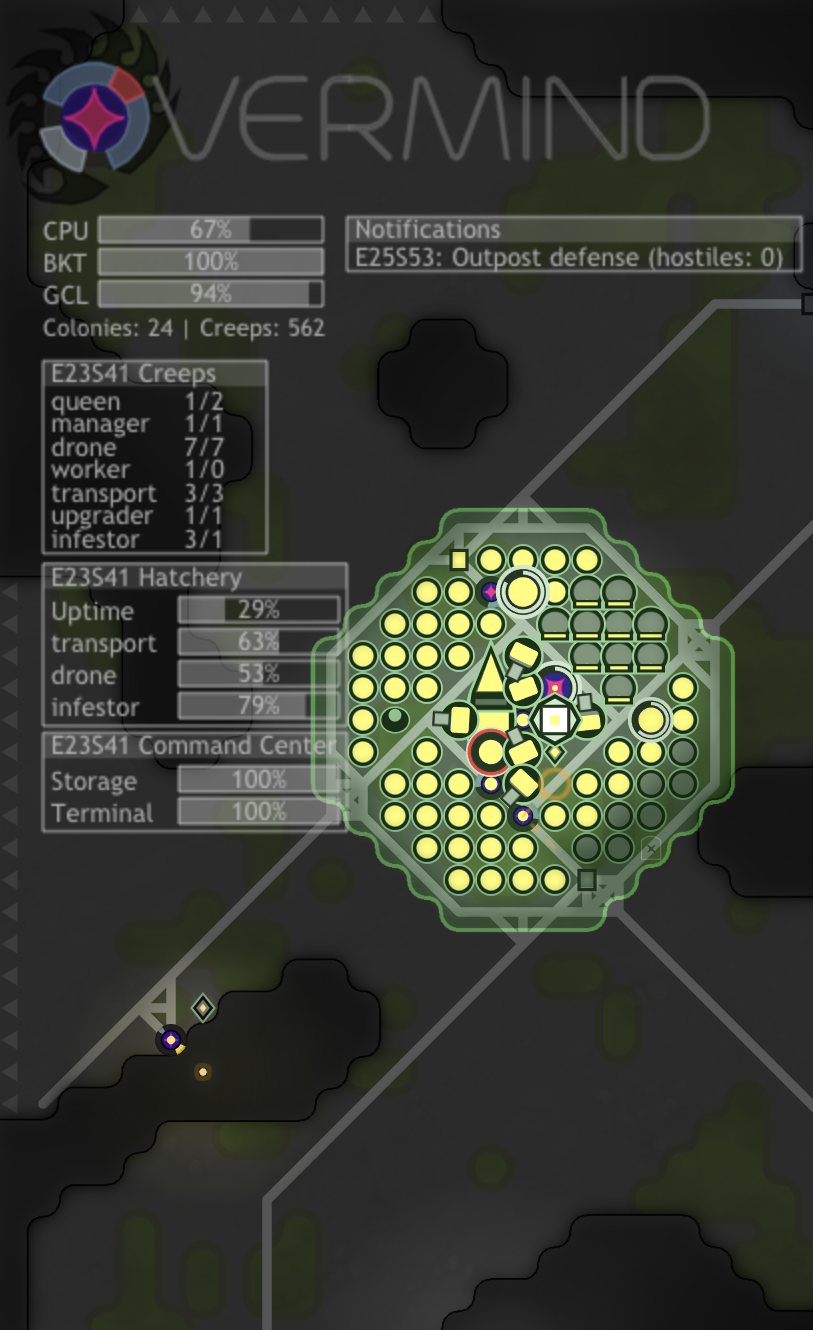 OVERMIND
CPU 67%
BKT 100%
GCL 94%
Colonies: 24 | Creeps: 562
Notifications
E25S53: Outpost defense (hostiles: 0)
E23S41 Creeps
queen 1/2
manager 1/1
drone 7/7
worker 1/0
transport 3/3
upgrader 1/1
infestor 3/1
E23S41 Hatchery
Uptime 29%
transport 63%
drone 53%
infestor 79%
E23S41 Command Center
Storage 100%
Terminal 100%